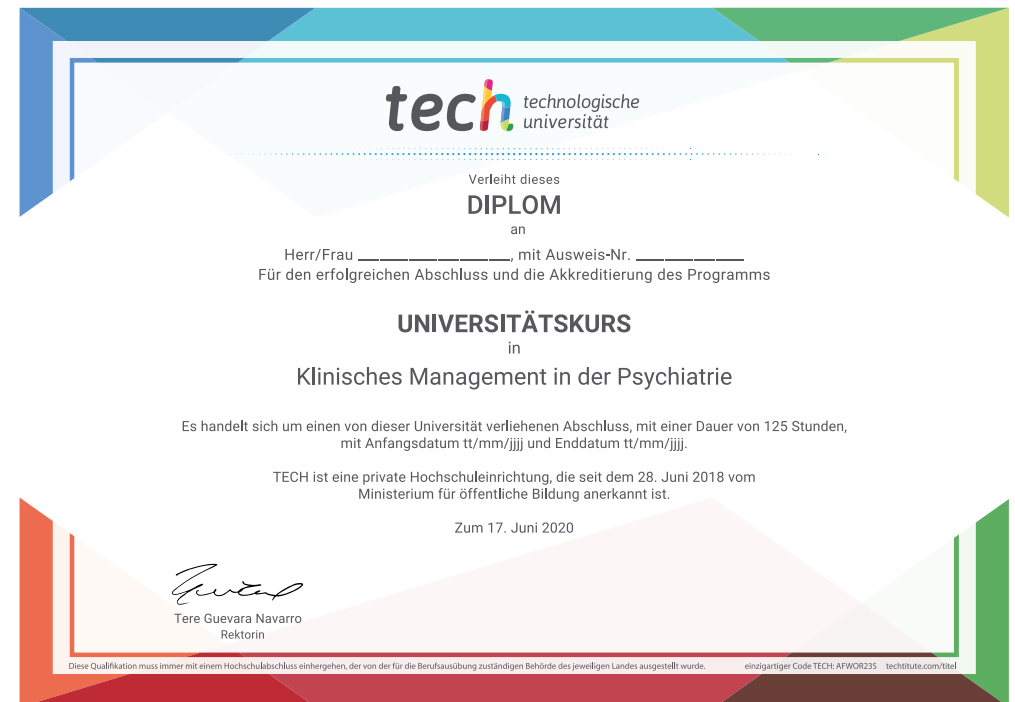 tech technologische
universität
Verleiht dieses
DIPLOM
an
Herr/Frau ________________, mit Ausweis-Nr. ____________
Für den erfolgreichen Abschluss und die Akkreditierung des Programms
UNIVERSITÄTSKURS
in
Klinisches Management in der Psychiatrie
Es handelt sich um einen von dieser Universität verliehenen Abschluss, mit einer Dauer von 125 Stunden,
mit Anfangsdatum tt/mm/jjjj und Enddatum tt/mm/jjjj.
TECH ist eine private Hochschuleinrichtung, die seit dem 28. Juni 2018 vom
Ministerium für öffentliche Bildung anerkannt ist.
Zum 17. Juni 2020
Tere Guevara Navarro
Rektorin
Diese Qualifikation muss immer mit einem Hochschulabschluss einhergehen, der von der für die Berufsausübung zuständigen Behörde des jeweiligen Landes ausgestellt wurde. einzigartiger Code TECH: AFWOR23S techtitute.com/titel